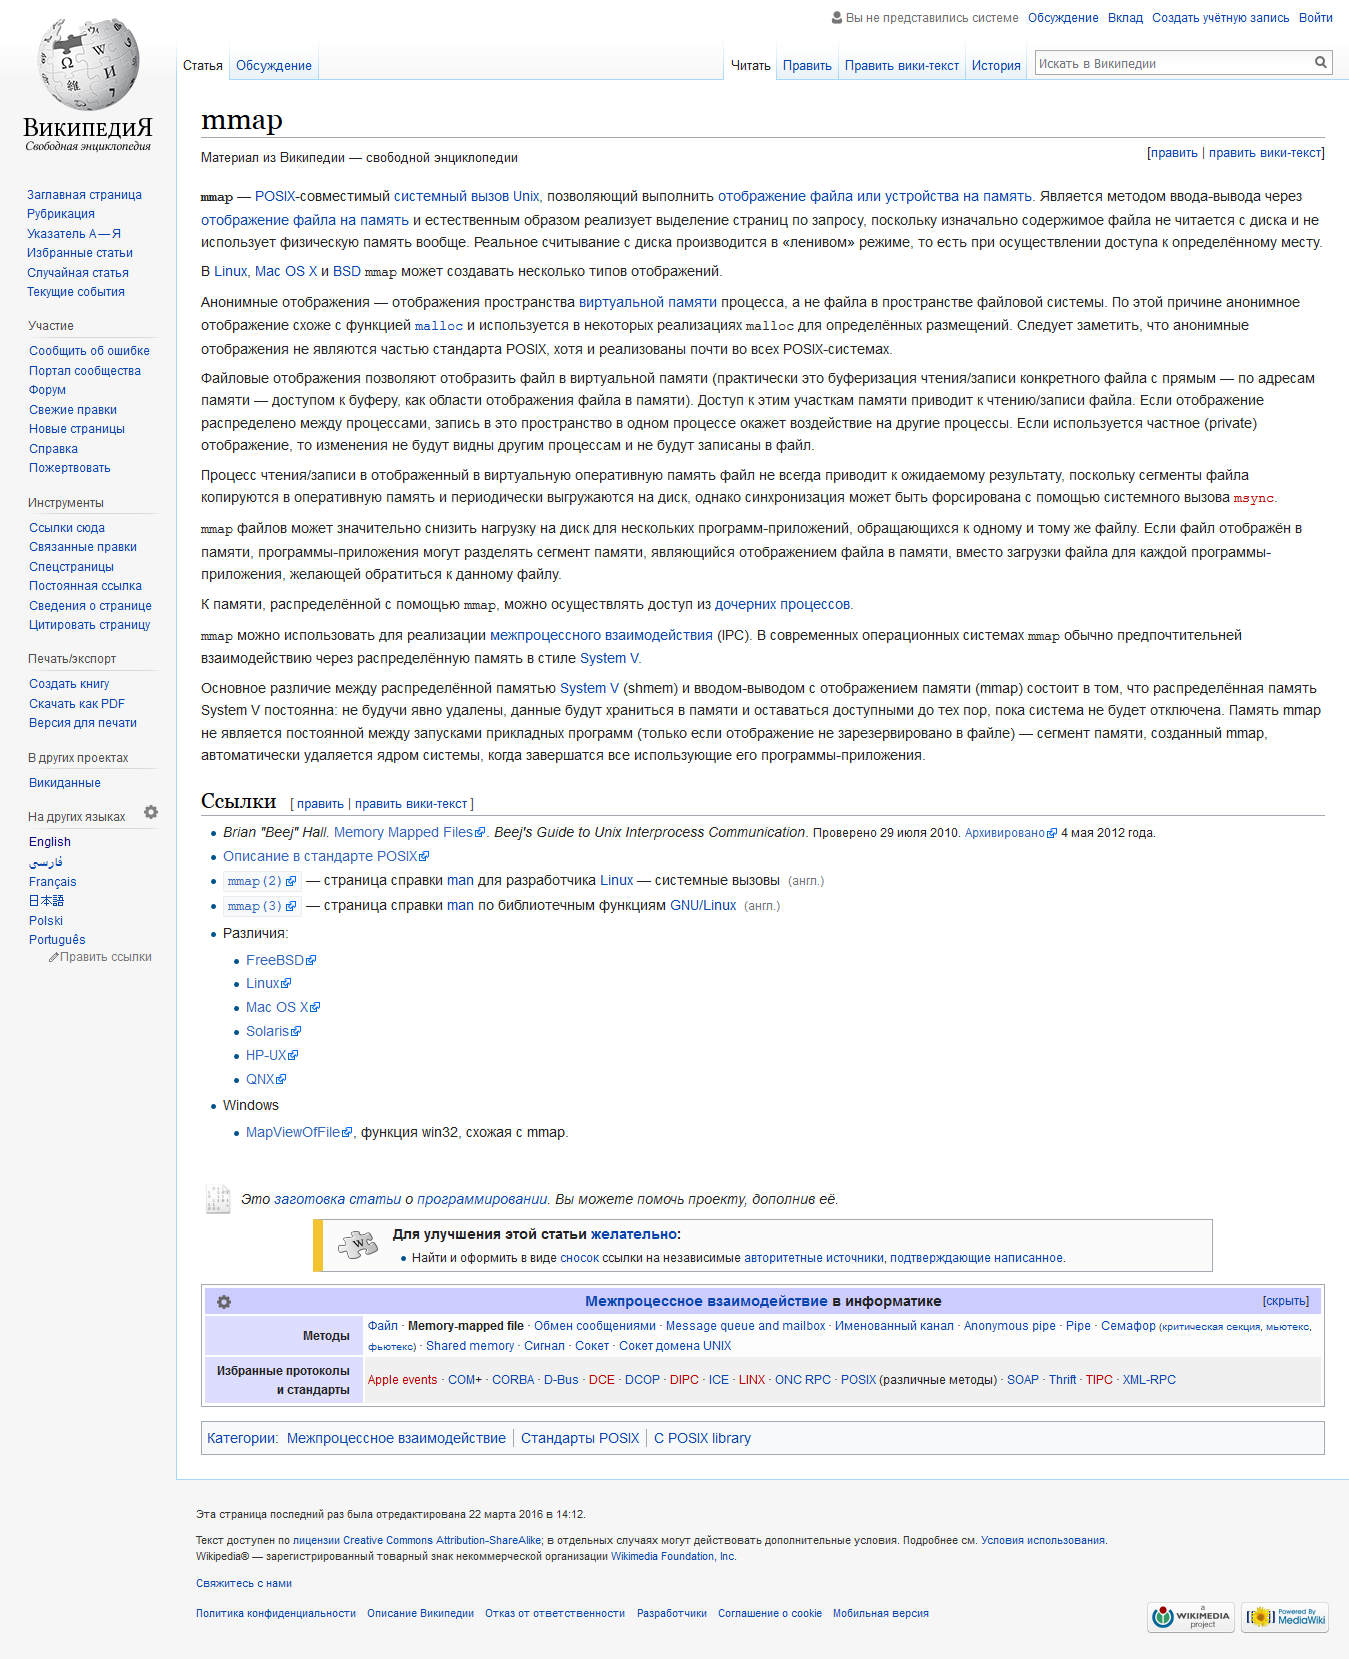 Вы не представились системе Обсуждение Вклад Создать учётную запись Войти
Статья Обсуждение Читать Править Править вики-текст История Искать в Википедии
ВикипедиЯ
Свободная энциклопедия
Заглавная страница
Рубрикация
Указатель А — Я
Избранные статьи
Случайная статья
Текущие события
Участие
Сообщить об ошибке
Портал сообщества
Форум
Свежие правки
Новые страницы
Справка
Пожертвовать
Инструменты
Ссылки сюда
Связанные правки
Спецстраницы
Постоянная ссылка
Сведения о странице
Цитировать страницу
Печать/экспорт
Создать книгу
Скачать как PDF
Версия для печати
В других проектах
Викиданные
На других языках
English
فارسی
Français
日本語
Polski
Português
Править ссылки
mmap
Материал из Википедии — свободной энциклопедии
[править | править вики-текст]
mmap — POSIX-совместимый системный вызов Unix, позволяющий выполнить отображение файла или устройства на память. Является методом ввода-вывода через
отображение файла на память и естественным образом реализует выделение страниц по запросу, поскольку изначально содержимое файла не читается с диска и не
использует физическую память вообще. Реальное считывание с диска производится в «ленивом» режиме, то есть при осуществлении доступа к определённому месту.
В Linux, Mac OS X и BSD mmap может создавать несколько типов отображений.
Анонимные отображения — отображения пространства виртуальной памяти процесса, а не файла в пространстве файловой системы. По этой причине анонимное
отображение схоже с функцией malloc и используется в некоторых реализациях malloc для определённых размещений. Следует заметить, что анонимные
отображения не являются частью стандарта POSIX, хотя и реализованы почти во всех POSIX-системах.
Файловые отображения позволяют отобразить файл в виртуальной памяти (практически это буферизация чтения/записи конкретного файла с прямым — по адресам
памяти — доступом к буферу, как области отображения файла в памяти). Доступ к этим участкам памяти приводит к чтению/записи файла. Если отображение
распределено между процессами, запись в это пространство в одном процессе окажет воздействие на другие процессы. Если используется частное (private)
отображение, то изменения не будут видны другим процессам и не будут записаны в файл.
Процесс чтения/записи в отображенный в виртуальную оперативную память файл не всегда приводит к ожидаемому результату, поскольку сегменты файла
копируются в оперативную память и периодически выгружаются на диск, однако синхронизация может быть форсирована с помощью системного вызова msync.
mmap файлов может значительно снизить нагрузку на диск для нескольких программ-приложений, обращающихся к одному и тому же файлу. Если файл отображён в
памяти, программы-приложения могут разделять сегмент памяти, являющийся отображением файла в памяти, вместо загрузки файла для каждой программы-
приложения, желающей обратиться к данному файлу.
К памяти, распределённой с помощью mmap, можно осуществлять доступ из дочерних процессов.
mmap можно использовать для реализации межпроцессного взаимодействия (IPC). В современных операционных системах mmap обычно предпочтительней
взаимодействию через распределённую память в стиле System V.
Основное различие между распределённой памятью System V (shmem) и вводом-выводом с отображением памяти (mmap) состоит в том, что распределённая память
System V постоянна: не будучи явно удалены, данные будут храниться в памяти и оставаться доступными до тех пор, пока система не будет отключена. Память mmap
не является постоянной между запусками прикладных программ (только если отображение не зарезервировано в файле) — сегмент памяти, созданный mmap,
автоматически удаляется ядром системы, когда завершатся все использующие его программы-приложения.
Ссылки [ править | править вики-текст ]
Brian "Beej" Hall. Memory Mapped Files. Beej's Guide to Unix Interprocess Communication. Проверено 29 июля 2010. Архивировано 4 мая 2012 года.
Описание в стандарте POSIX
mmap(2) — страница справки man для разработчика Linux — системные вызовы (англ.)
mmap(3) — страница справки man по библиотечным функциям GNU/Linux (англ.)
Различия:
FreeBSD
Linux
Mac OS X
Solaris
HP-UX
QNX
Windows
MapViewOfFile, функция win32, схожая с mmap.
Это заготовка статьи о программировании. Вы можете помочь проекту, дополнив её.
Для улучшения этой статьи желательно:
Найти и оформить в виде сносок ссылки на независимые авторитетные источники, подтверждающие написанное.
Межпроцессное взаимодействие в информатике [скрыть]
Методы
Файл · Memory-mapped file · Обмен сообщениями · Message queue and mailbox · Именованный канал · Anonymous pipe · Pipe · Семафор (критическая секция, мьютекс,
фьютекс) · Shared memory · Сигнал · Сокет · Сокет домена UNIX
Избранные протоколы
и стандарты
Apple events · COM+ · CORBA · D-Bus · DCE · DCOP · DIPC · ICE · LINX · ONC RPC · POSIX (различные методы) · SOAP · Thrift · TIPC · XML-RPC
Категории: Межпроцессное взаимодействие | Стандарты POSIX | C POSIX library
Эта страница последний раз была отредактирована 22 марта 2016 в 14:12.
Текст доступен по лицензии Creative Commons Attribution-ShareAlike; в отдельных случаях могут действовать дополнительные условия. Подробнее см. Условия использования.
Wikipedia® — зарегистрированный товарный знак некоммерческой организации Wikimedia Foundation, Inc.
Свяжитесь с нами
Политика конфиденциальности Описание Википедии Отказ от ответственности Разработчики Соглашение о cookie Мобильная версия
a WIKIMEDIA project
Powered By MediaWiki